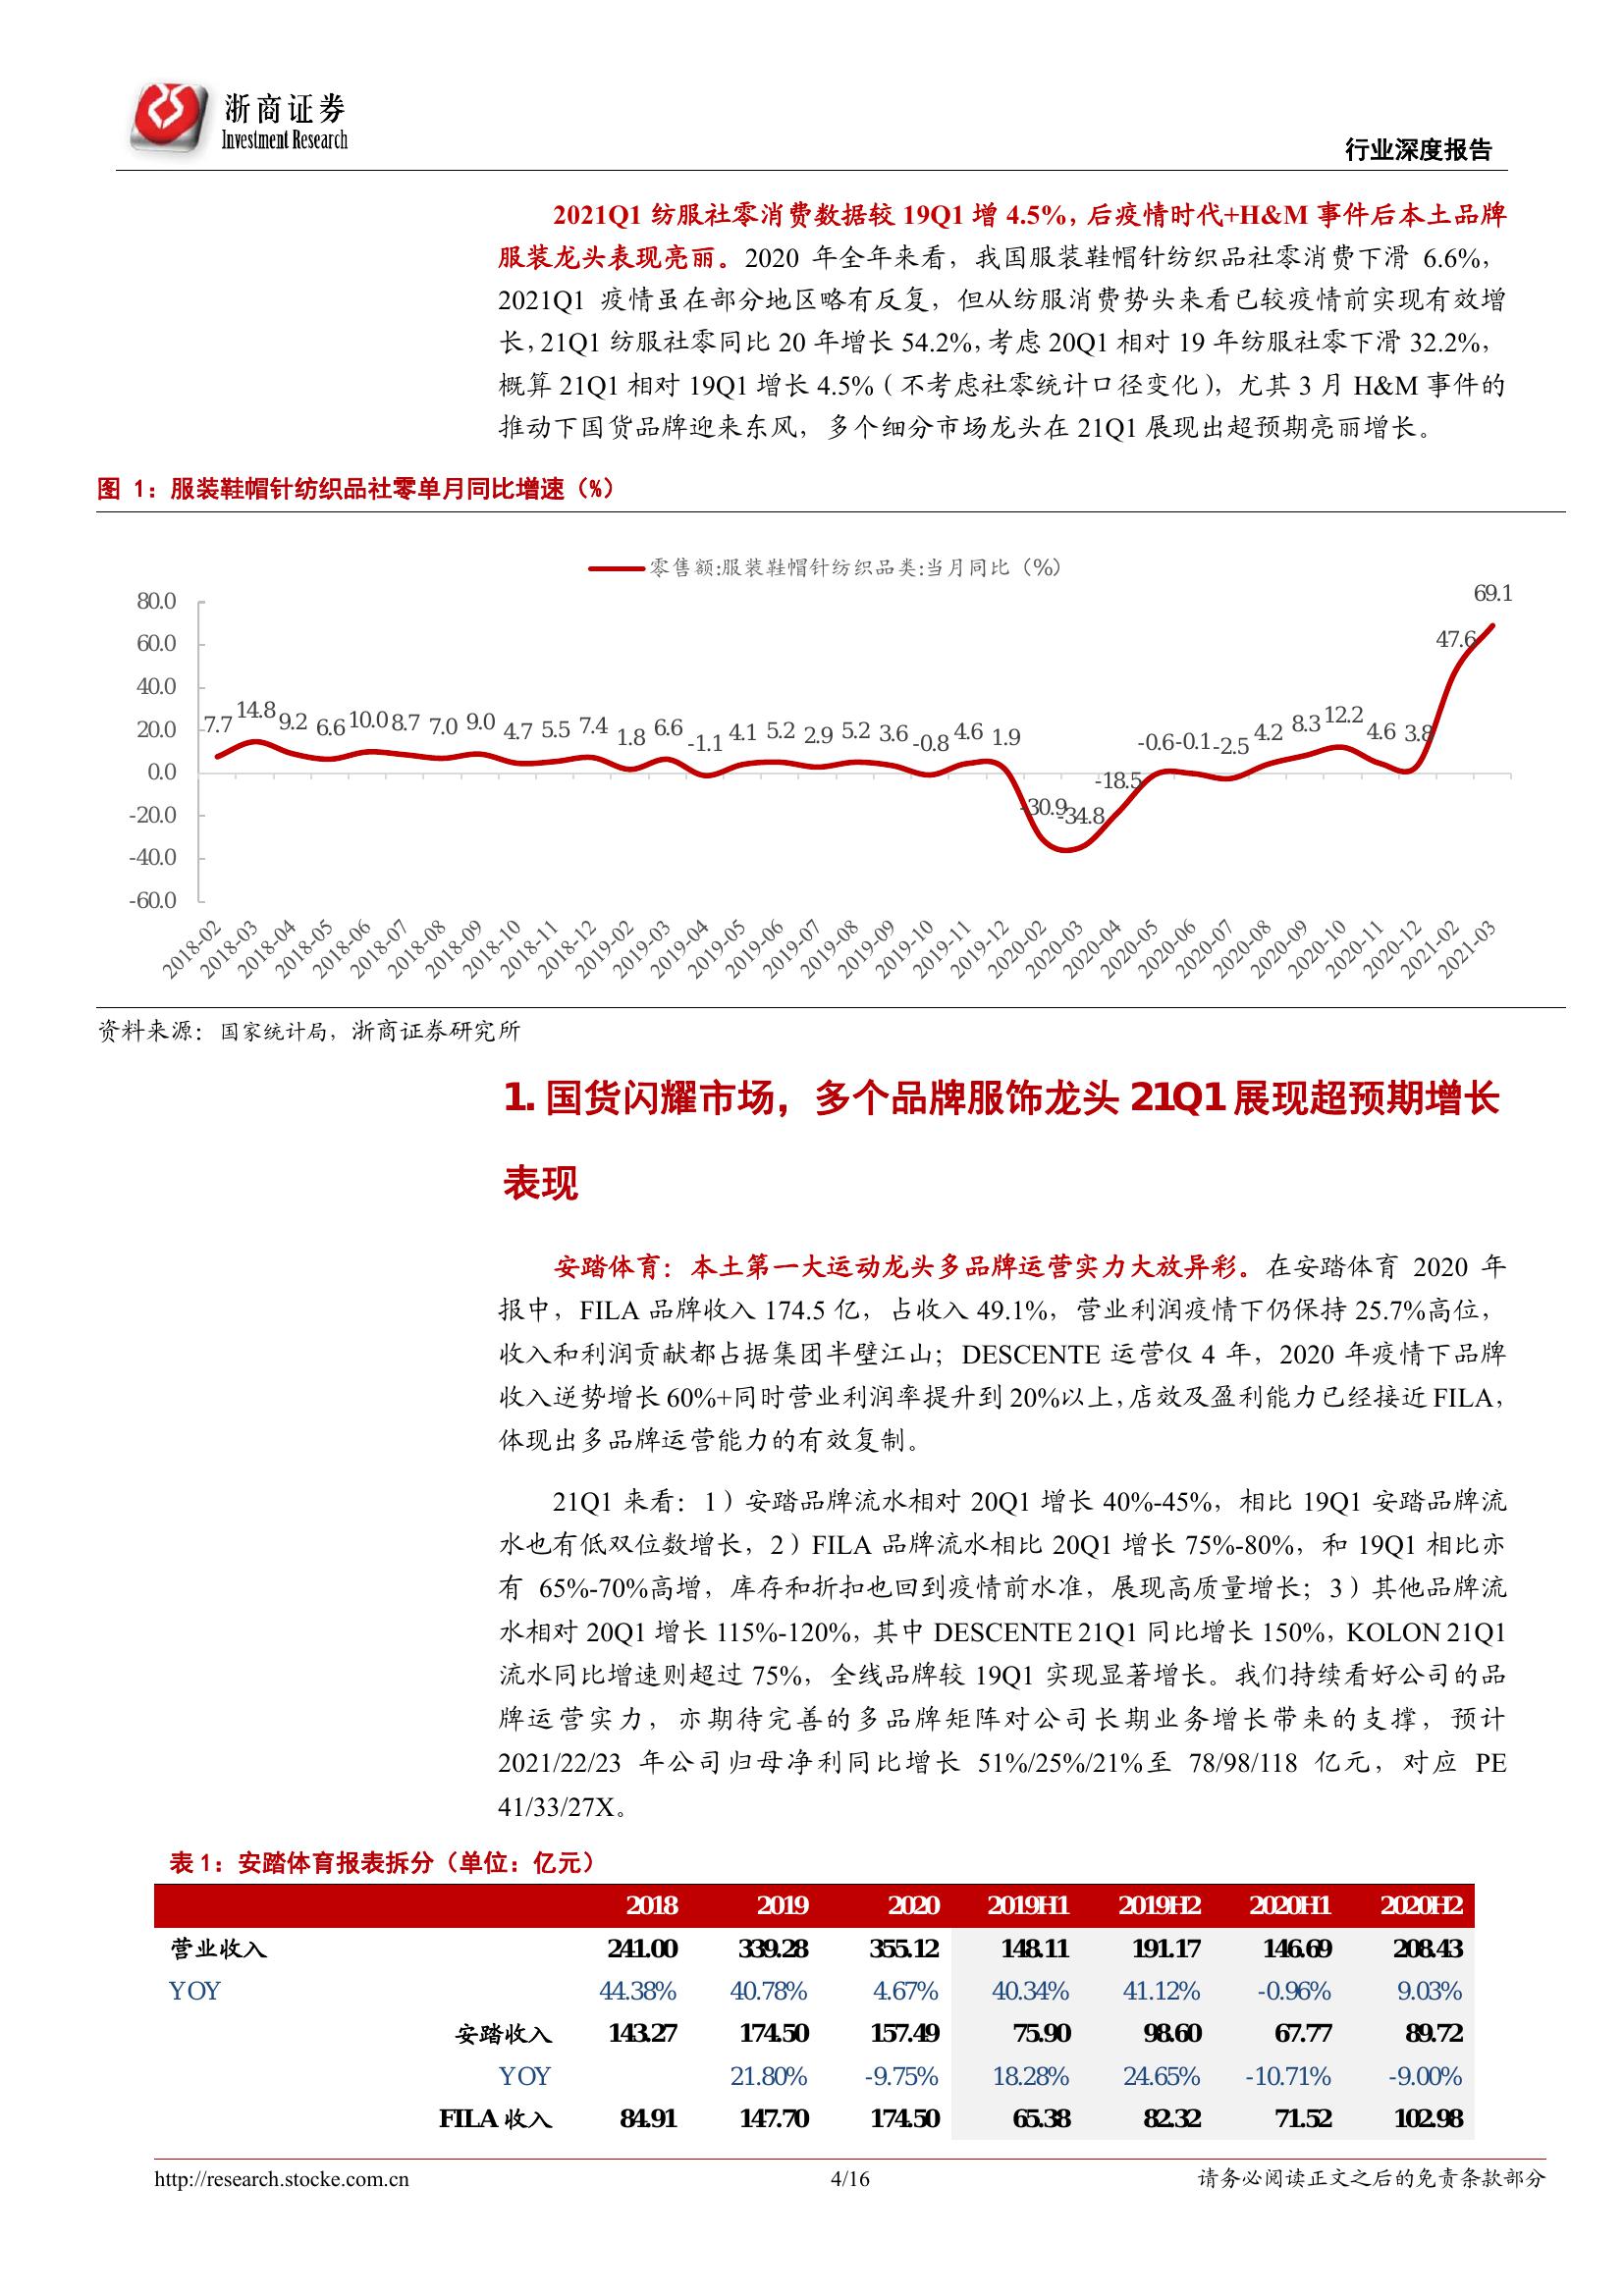 浙商证券
Investment Research
行业深度报告
2021Q1 纺服社零消费数据较 19Q1 增 4.5%，后疫情时代+H&M 事件后本土品牌
服装龙头表现亮丽。2020 年全年来看，我国服装鞋帽针纺织品社零消费下滑 6.6%，
2021Q1 疫情虽在部分地区略有反复，但从纺服消费势头来看已较疫情前实现有效增
长，21Q1 纺服社零同比 20 年增长 54.2%，考虑 20Q1 相对 19 年纺服社零下滑 32.2%，
概算 21Q1 相对 19Q1 增长 4.5%（不考虑社零统计口径变化），尤其 3 月 H&M 事件的
推动下国货品牌迎来东风，多个细分市场龙头在 21Q1 展现出超预期亮丽增长。
图 1：服装鞋帽针纺织品社零单月同比增速（%）
零售额:服装鞋帽针纺织品类:当月同比（%）
80.0
60.0
40.0
20.0
0.0
-20.0
-40.0
-60.0
7.7 14.8 9.2 6.6 10.0 8.7 7.0 9.0 4.7 5.5 7.4 1.8 6.6 -1.1 4.1 5.2 2.9 5.2 3.6 -0.8 4.6 1.9 -30.9 -34.8 -18.5 -0.6 -0.1 -2.5 4.2 8.3 12.2 4.6 3.8 47.6 69.1
2018-02 2018-03 2018-04 2018-05 2018-06 2018-07 2018-08 2018-09 2018-10 2018-11 2018-12 2019-02 2019-03 2019-04 2019-05 2019-06 2019-07 2019-08 2019-09 2019-10 2019-11 2019-12 2020-02 2020-03 2020-04 2020-05 2020-06 2020-07 2020-08 2020-09 2020-10 2020-11 2020-12 2021-02 2021-03
资料来源：国家统计局，浙商证券研究所
1. 国货闪耀市场，多个品牌服饰龙头 21Q1 展现超预期增长
表现
安踏体育：本土第一大运动龙头多品牌运营实力大放异彩。在安踏体育 2020 年
报中，FILA 品牌收入 174.5 亿，占收入 49.1%，营业利润疫情下仍保持 25.7%高位，
收入和利润贡献都占据集团半壁江山；DESCENTE 运营仅 4 年，2020 年疫情下品牌
收入逆势增长 60%+同时营业利润率提升到 20%以上，店效及盈利能力已经接近 FILA，
体现出多品牌运营能力的有效复制。
21Q1 来看：1）安踏品牌流水相对 20Q1 增长 40%-45%，相比 19Q1 安踏品牌流
水也有低双位数增长，2）FILA 品牌流水相比 20Q1 增长 75%-80%，和 19Q1 相比亦
有 65%-70%高增，库存和折扣也回到疫情前水准，展现高质量增长；3）其他品牌流
水相对 20Q1 增长 115%-120%，其中 DESCENTE 21Q1 同比增长 150%，KOLON 21Q1
流水同比增速则超过 75%，全线品牌较 19Q1 实现显著增长。我们持续看好公司的品
牌运营实力，亦期待完善的多品牌矩阵对公司长期业务增长带来的支撑，预计
2021/22/23 年公司归母净利同比增长 51%/25%/21%至 78/98/118 亿元，对应 PE
41/33/27X。
表 1：安踏体育报表拆分（单位：亿元）
2018 2019 2020 2019H1 2019H2 2020H1 2020H2
营业收入 241.00 339.28 355.12 148.11 191.17 146.69 208.43
YOY 44.38% 40.78% 4.67% 40.34% 41.12% -0.96% 9.03%
安踏收入 143.27 174.50 157.49 75.90 98.60 67.77 89.72
YOY 21.80% -9.75% 18.28% 24.65% -10.71% -9.00%
FILA 收入 84.91 147.70 174.50 65.38 82.32 71.52 102.98
http://research.stocke.com.cn 4/16 请务必阅读正文之后的免责条款部分